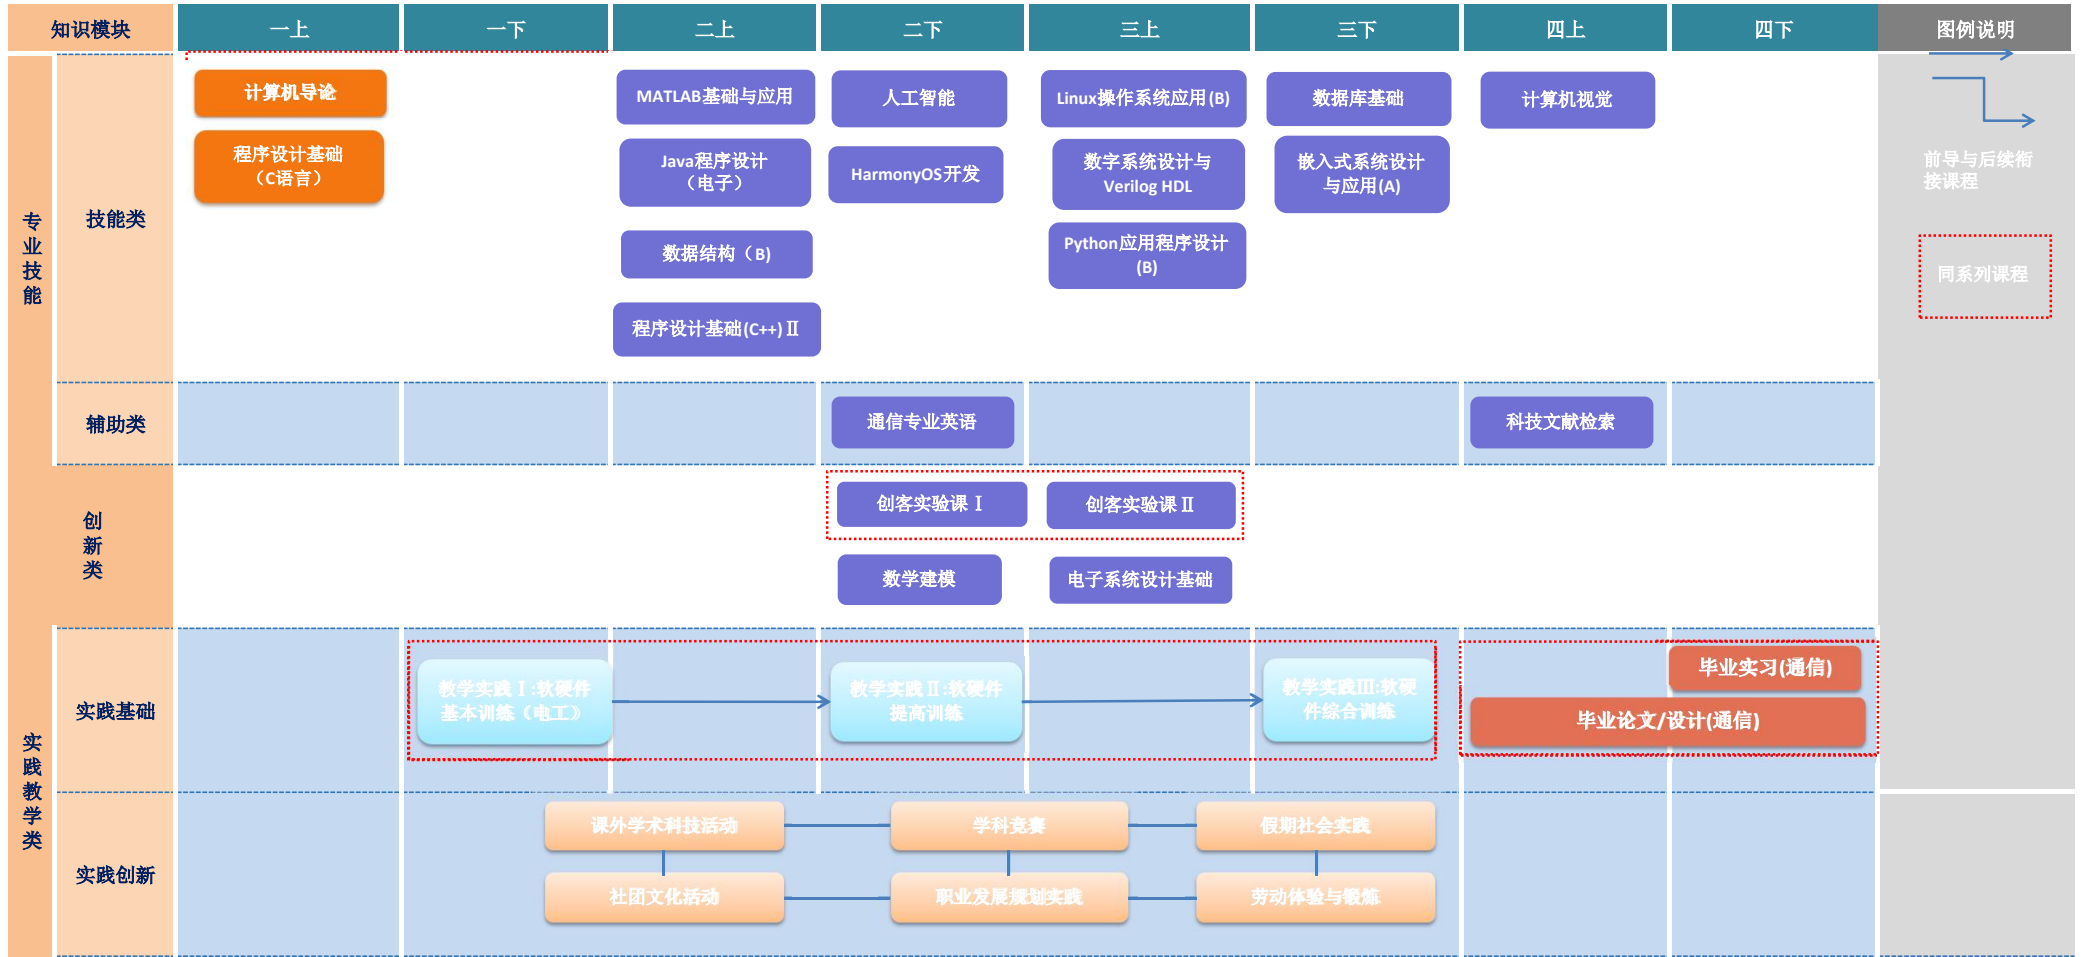 知识模块
一上
一下
二上
二下
三上
三下
四上
四下
图例说明
专业技能
技能类
计算机导论
程序设计基础
（C语言）
MATLAB基础与应用
Java程序设计
（电子）
数据结构（B)
程序设计基础(C++)Ⅱ
人工智能
HarmonyOS开发
Linux操作系统应用(B)
数字系统设计与
Verilog HDL
Python应用程序设计
(B)
数据库基础
嵌入式系统设计
与应用(A)
计算机视觉
前导与后续衔
接课程
同系列课程
辅助类
通信专业英语
科技文献检索
创新类
创客实验课Ⅰ
创客实验课Ⅱ
数学建模
电子系统设计基础
实践教学类
实践基础
教学实践Ⅰ:软硬件
基本训练（电工）
教学实践Ⅱ:软硬件
提高训练
教学实践Ⅲ:软硬
件综合训练
毕业实习(通信)
毕业论文/设计(通信)
实践创新
课外学术科技活动
学科竞赛
假期社会实践
社团文化活动
职业发展规划实践
劳动体验与锻炼